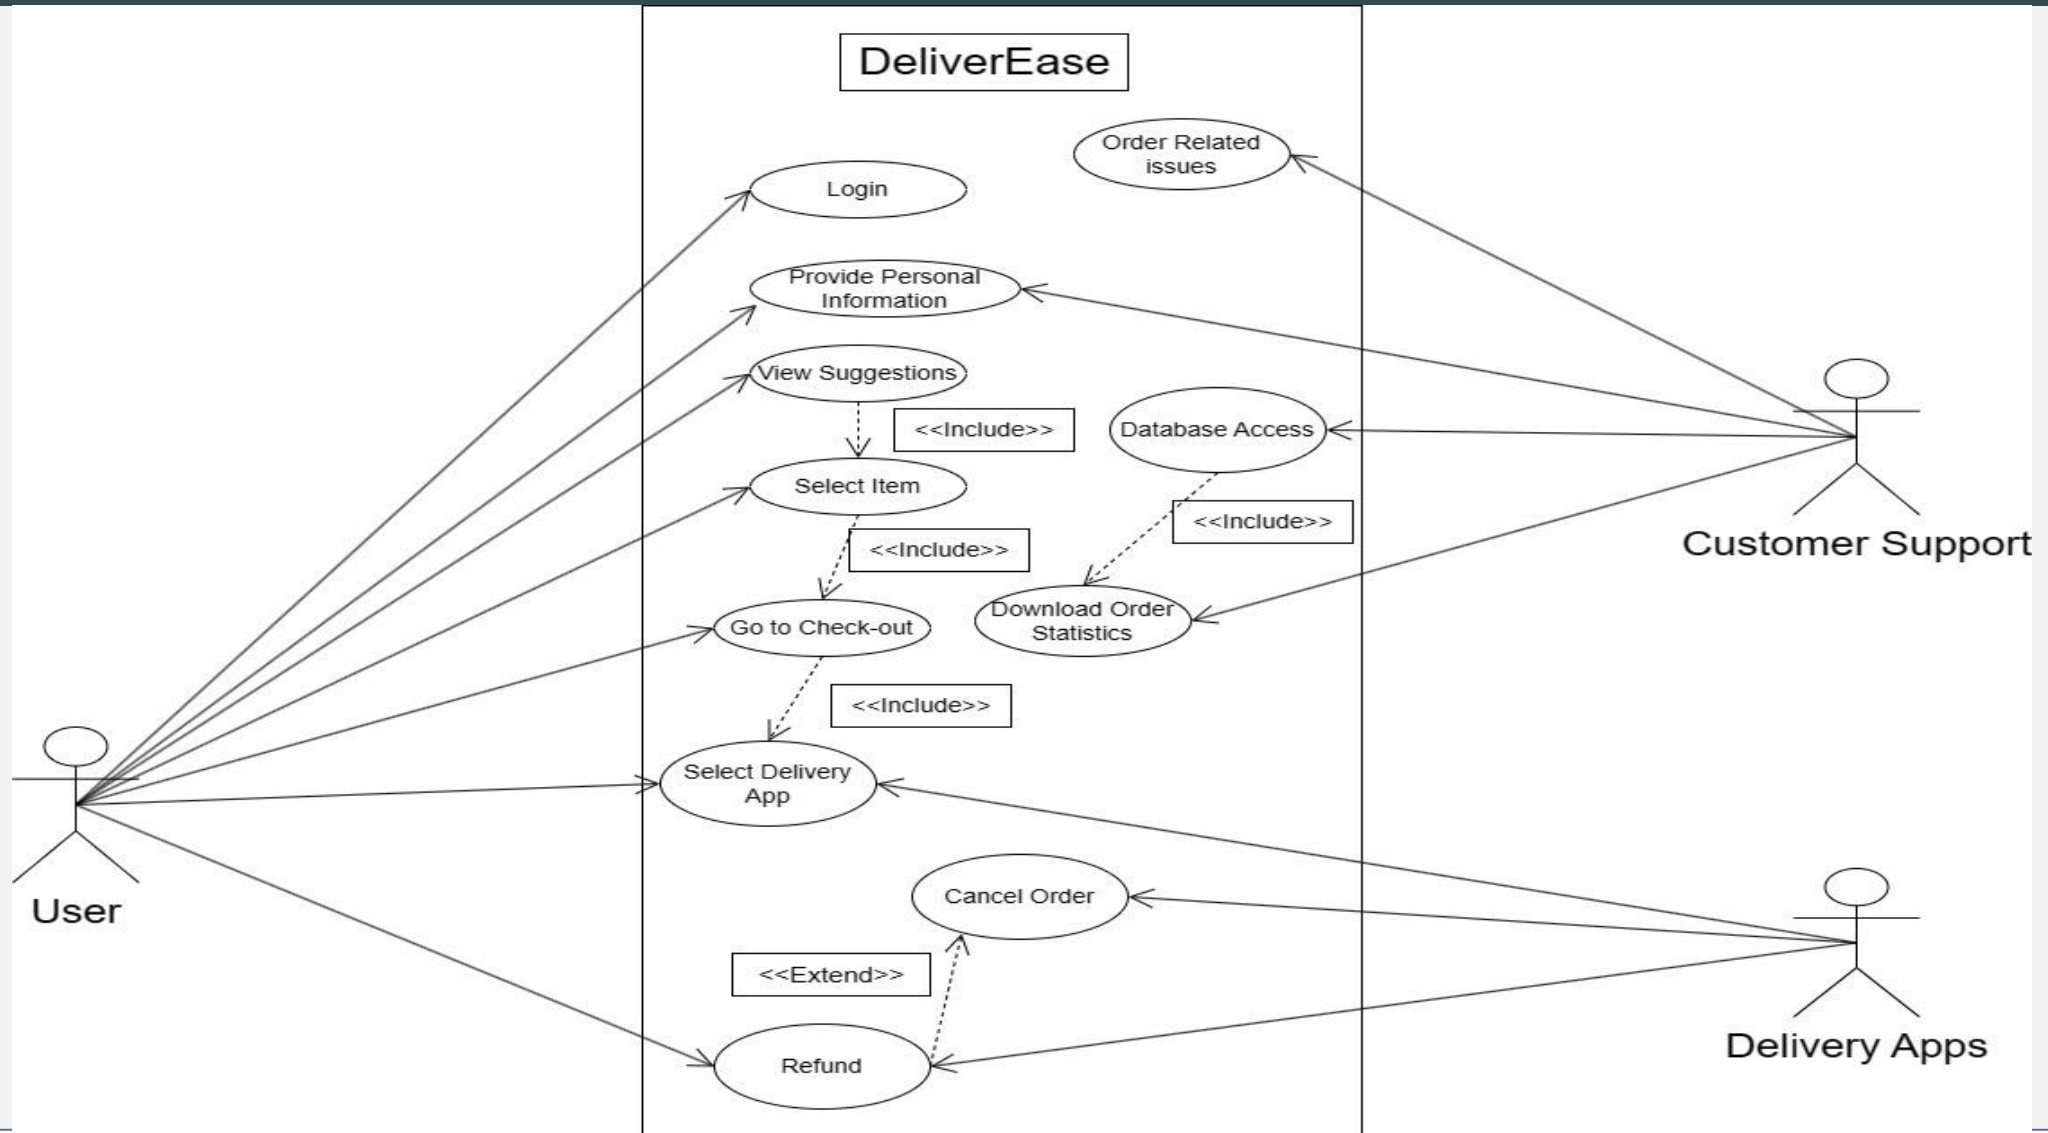 DeliverEase
Order Related
issues
Login
Provide Personal
Information
View Suggestions
<<Include>>
Database Access
Select Item
<<Include>>
<<Include>>
Customer Support
Go to Check-out
Download Order
Statistics
<<Include>>
Select Delivery
App
Cancel Order
User
<<Extend>>
Delivery Apps
Refund